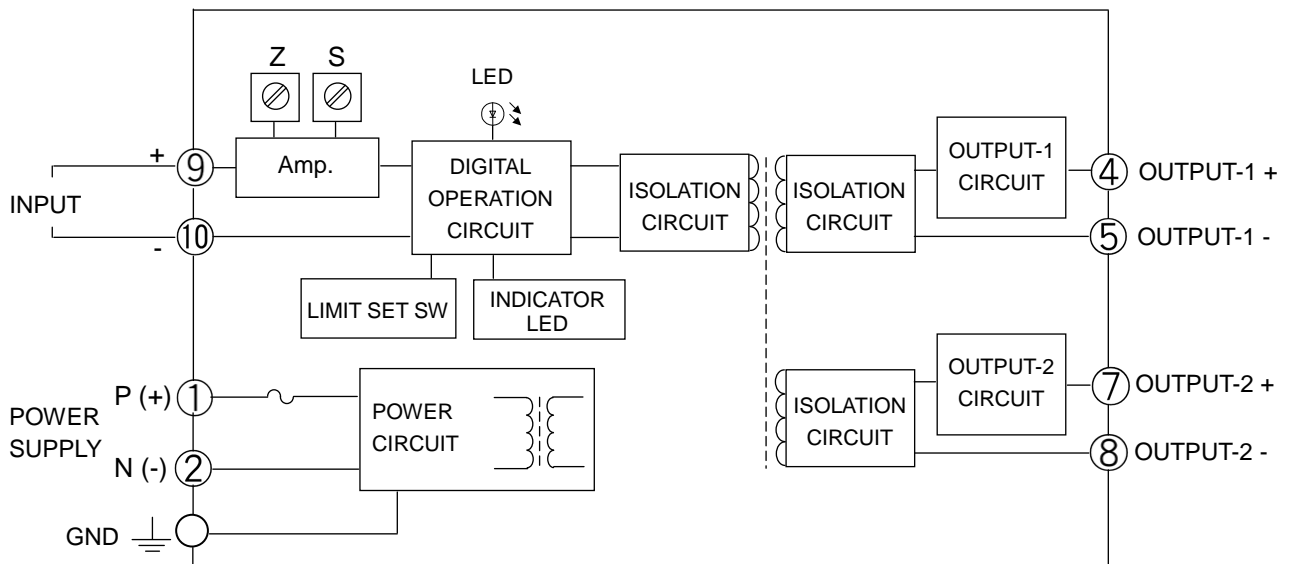 Z
S
LED
+
9
Amp.
DIGITAL
OPERATION
CIRCUIT
ISOLATION
CIRCUIT
ISOLATION
CIRCUIT
OUTPUT-1
CIRCUIT
4
OUTPUT-1 +
INPUT
-
10
5
OUTPUT-1 -
LIMIT SET SW
INDICATOR
LED
P (+)
1
POWER
SUPPLY
N (-)
2
POWER
CIRCUIT
ISOLATION
CIRCUIT
OUTPUT-2
CIRCUIT
7
OUTPUT-2 +
8
OUTPUT-2 -
GND